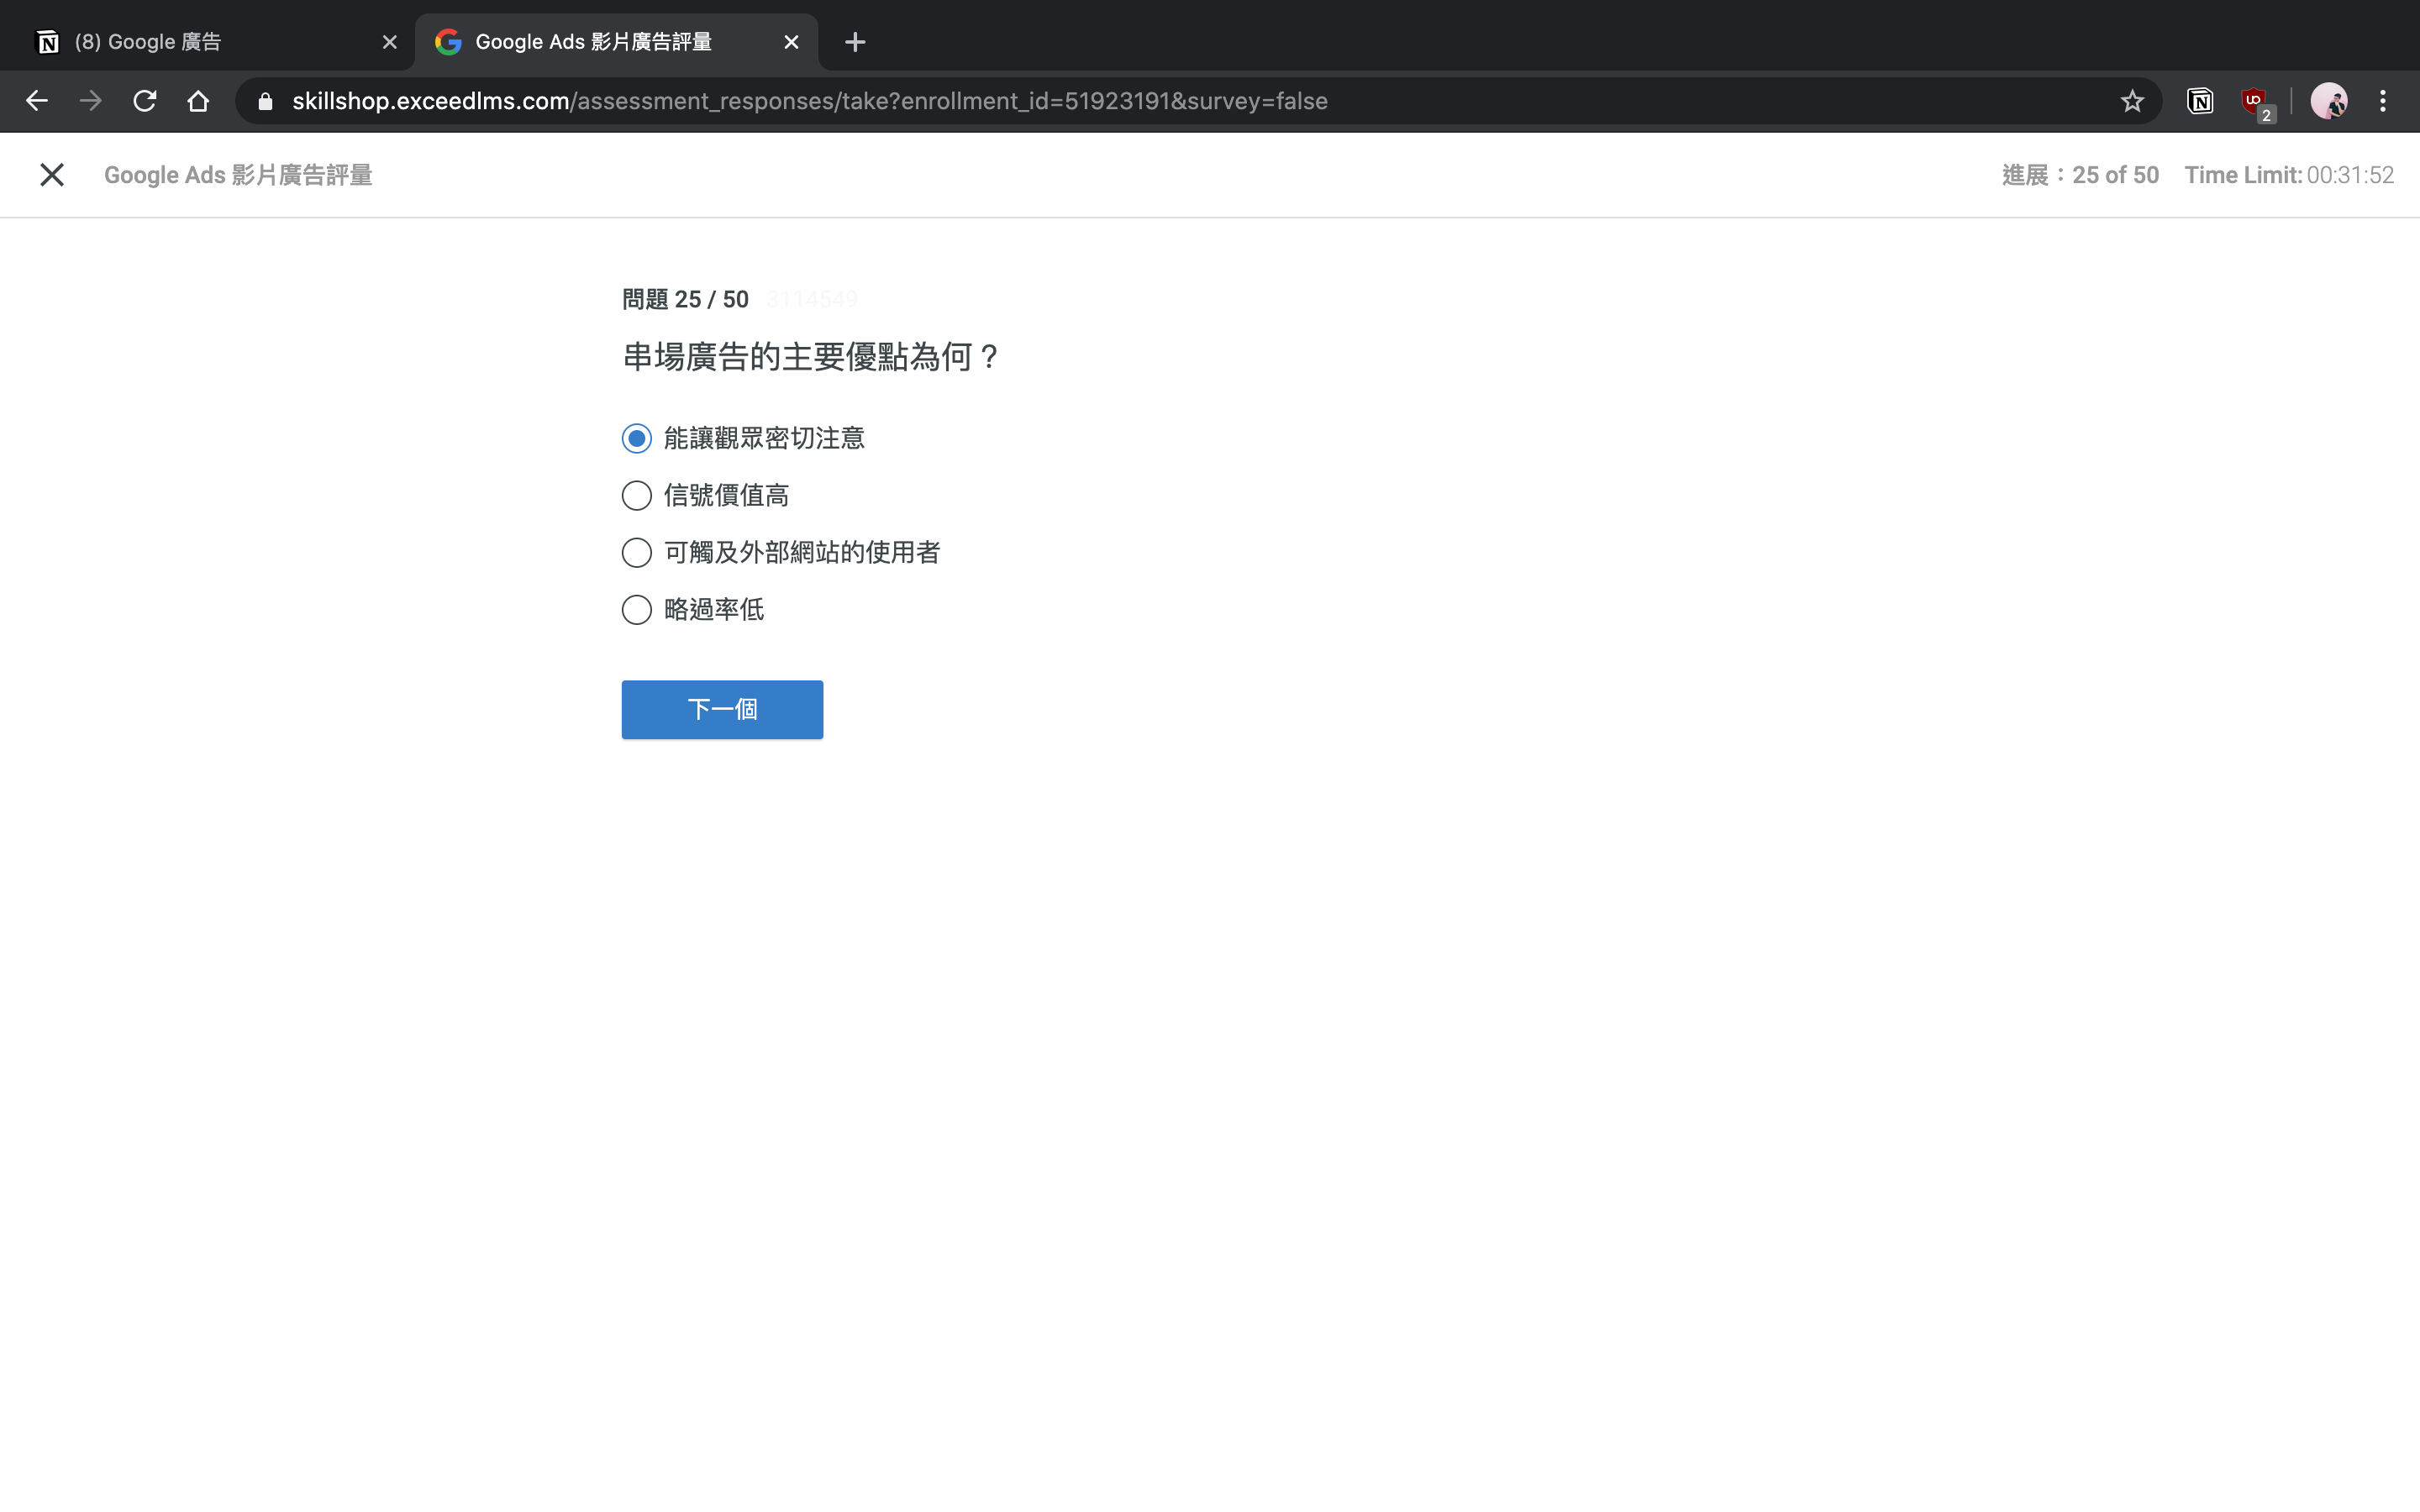 (8) Google 廣告
Google Ads 影片廣告評量
skillshop.exceedlms.com/assessment_responses/take?enrollment_id=51923191&survey=false
2
Google Ads 影片廣告評量
進展：25 of 50 Time Limit: 00:31:52
問題 25 / 50 3114549
串場廣告的主要優點為何？
能讓觀眾密切注意
信號價值高
可觸及外部網站的使用者
略過率低
下一個